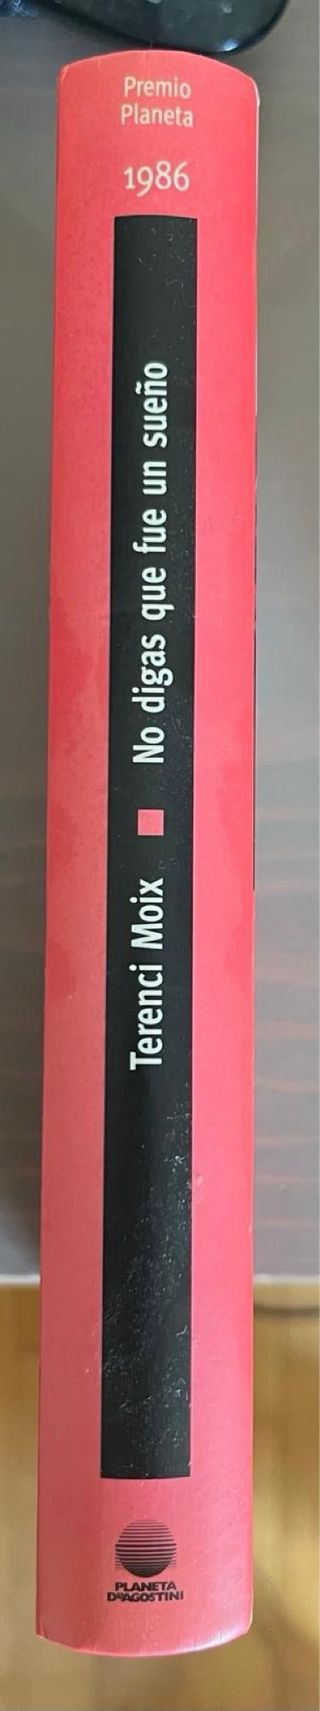 Premio
Planeta
1986
Terenci Moix ■ No digas que fue un sueño
PLANETA
DeAGOSTINI